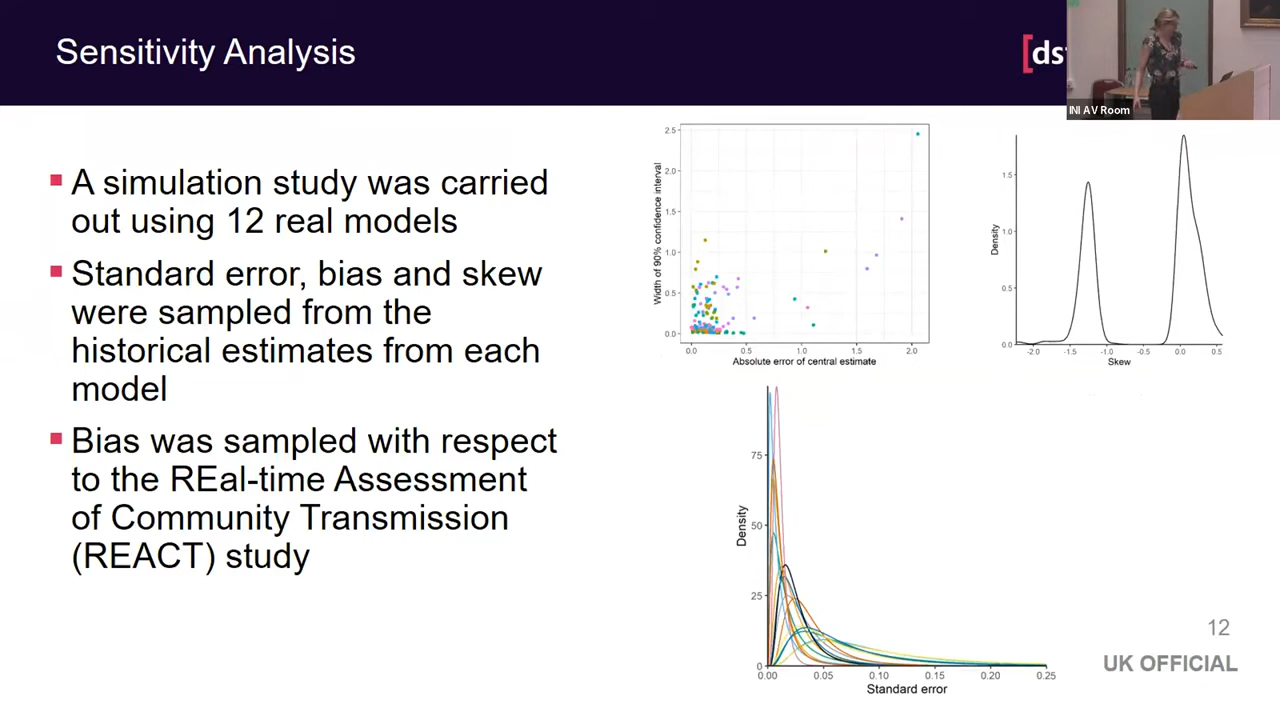 Sensitivity Analysis
[ds
INI AV Room
A simulation study was carried
out using 12 real models
Standard error, bias and skew
were sampled from the
historical estimates from each
model
Bias was sampled with respect
to the REal-time Assessment
of Community Transmission
(REACT) study
Width of 90% confidence interval
2.5
2.0
1.5
1.0
0.5
0.0
0.0 0.5 1.0 1.5 2.0
Absolute error of central estimate
Density
1.5
1.0
0.5
0.0
-2.0 -1.5 -1.0 -0.5 0.0 0.5
Skew
Density
75
50
25
0
0.00 0.05 0.10 0.15 0.20 0.25
Standard error
12
UK OFFICIAL